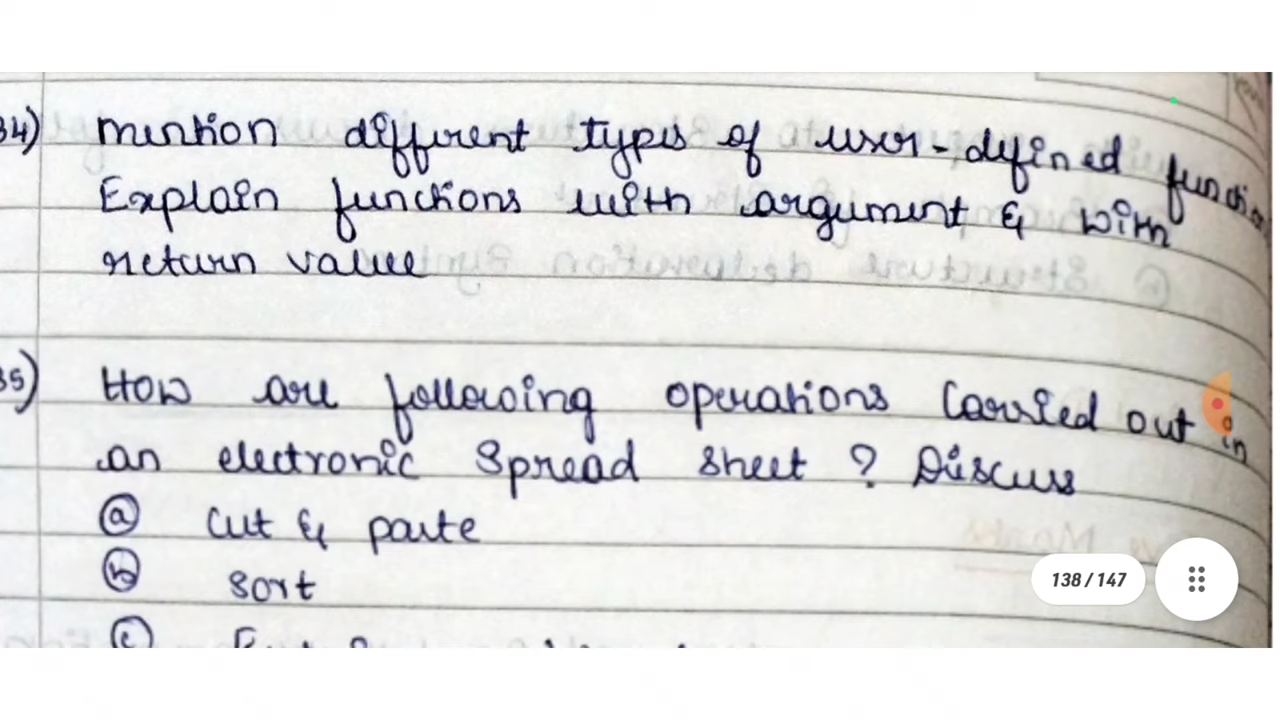 34) Mention different types of user-defined function
Explain functions with argument & with
return value
35) How are following operations Carried out in
an electronic Spread sheet ? Discuss
(a) Cut & paste
(b) Sort
(c)
138 / 147